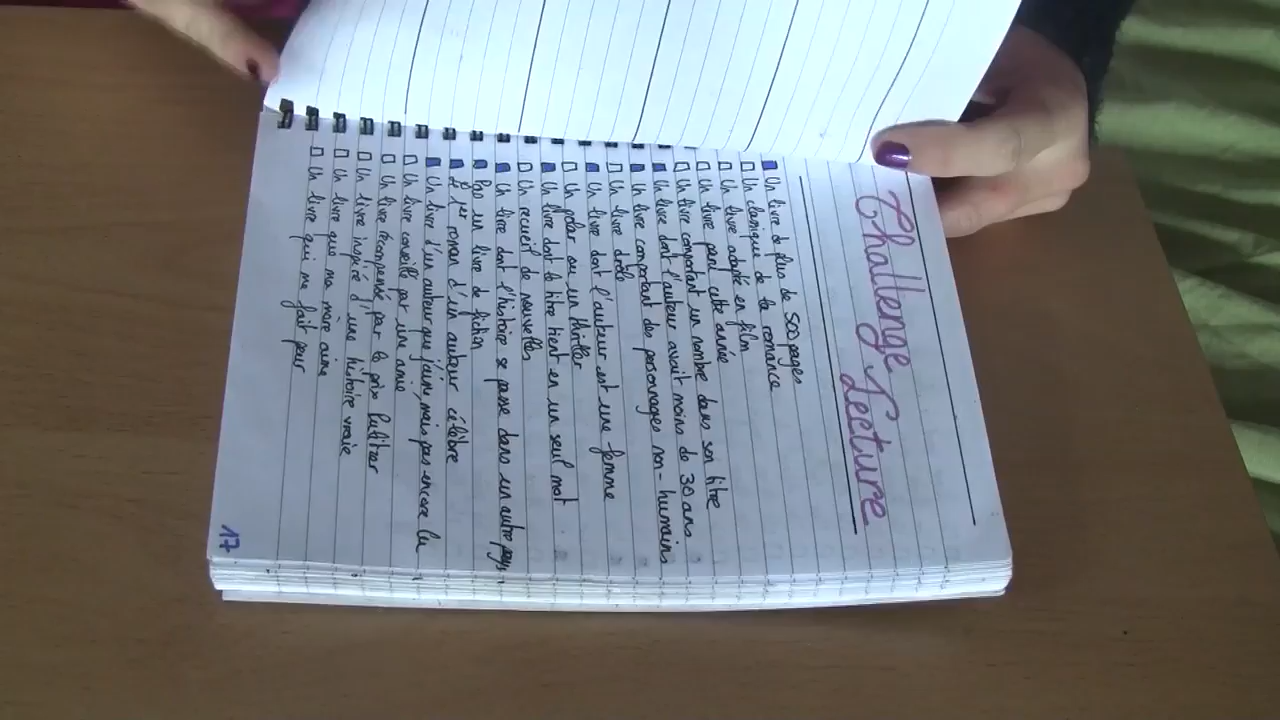 Challenge Lecture
Un livre de plus de 500 pages
Un classique de la romance
Un livre adapté en film
Un livre paru cette année
Un livre comportant un nombre dans son titre
Un livre dont l'auteur avait moins de 30 ans
Un livre comportant des personnages non-humains
Un livre drôle
Un livre dont l'auteur est une femme
Un polar ou un thriller
Un livre dont le titre tient en un seul mot
Un recueil de nouvelles
Un livre dont l'histoire se passe dans un autre pays
Pas un livre de fiction
Le 1er roman d'un auteur célèbre
Un livre d'un auteur que j'aime mais pas encore lu
Un livre conseillé par un amie
Un livre récompensé par le prix Pulitzer
Un livre inspiré d'une histoire vraie
Un livre que ma mère aime
Un livre qui me fait peur
17